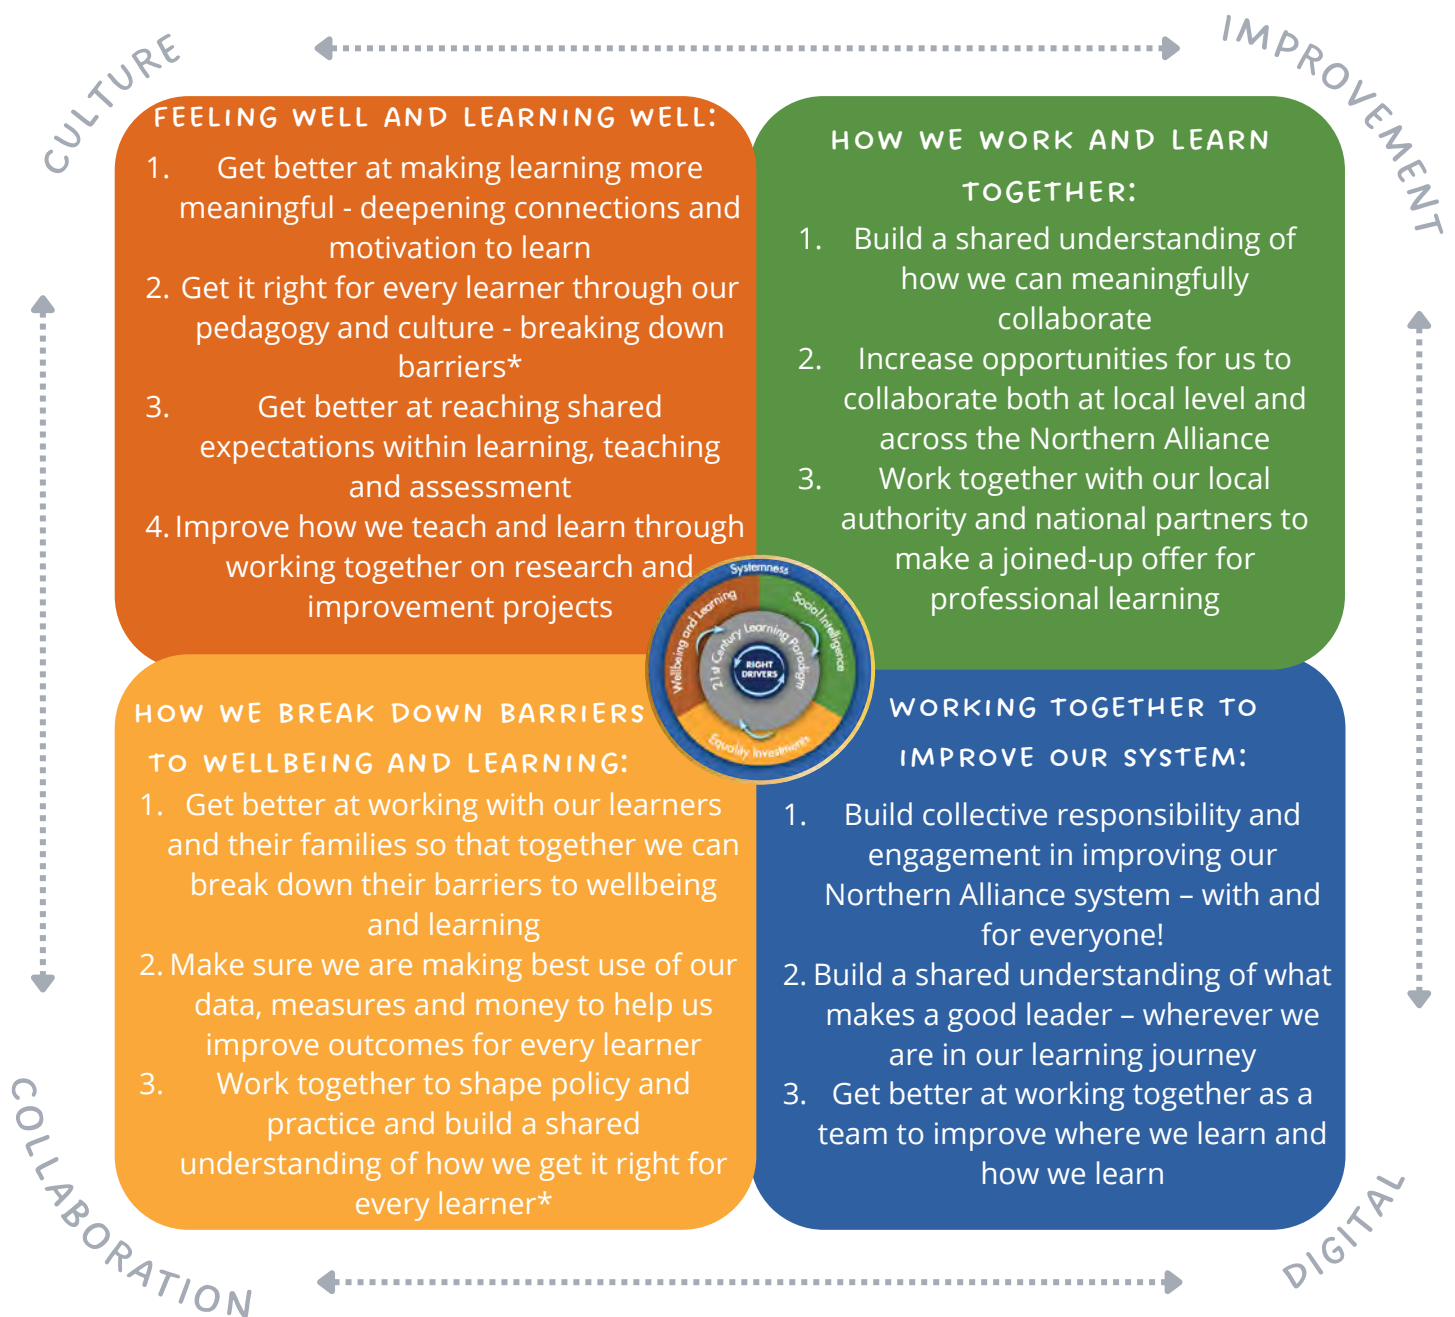 CULTURE
IMPROVEMENT
FEELING WELL AND LEARNING WELL:
1. Get better at making learning more
meaningful - deepening connections and
motivation to learn
2. Get it right for every learner through our
pedagogy and culture - breaking down
barriers*
3. Get better at reaching shared
expectations within learning, teaching
and assessment
4. Improve how we teach and learn through
working together on research and
improvement projects
HOW WE WORK AND LEARN
TOGETHER:
1. Build a shared understanding of
how we can meaningfully
collaborate
2. Increase opportunities for us to
collaborate both at local level and
across the Northern Alliance
3. Work together with our local
authority and national partners to
make a joined-up offer for
professional learning
Systemness
Wellbeing and Learning
Social Intelligence
21st Century Learning Paradigm
RIGHT
DRIVERS
Equality Investments
HOW WE BREAK DOWN BARRIERS
TO WELLBEING AND LEARNING:
1. Get better at working with our learners
and their families so that together we can
break down their barriers to wellbeing
and learning
2. Make sure we are making best use of our
data, measures and money to help us
improve outcomes for every learner
3. Work together to shape policy and
practice and build a shared
understanding of how we get it right for
every learner*
WORKING TOGETHER TO
IMPROVE OUR SYSTEM:
1. Build collective responsibility and
engagement in improving our
Northern Alliance system – with and
for everyone!
2. Build a shared understanding of what
makes a good leader – wherever we
are in our learning journey
3. Get better at working together as a
team to improve where we learn and
how we learn
COLLABORATION
DIGITAL